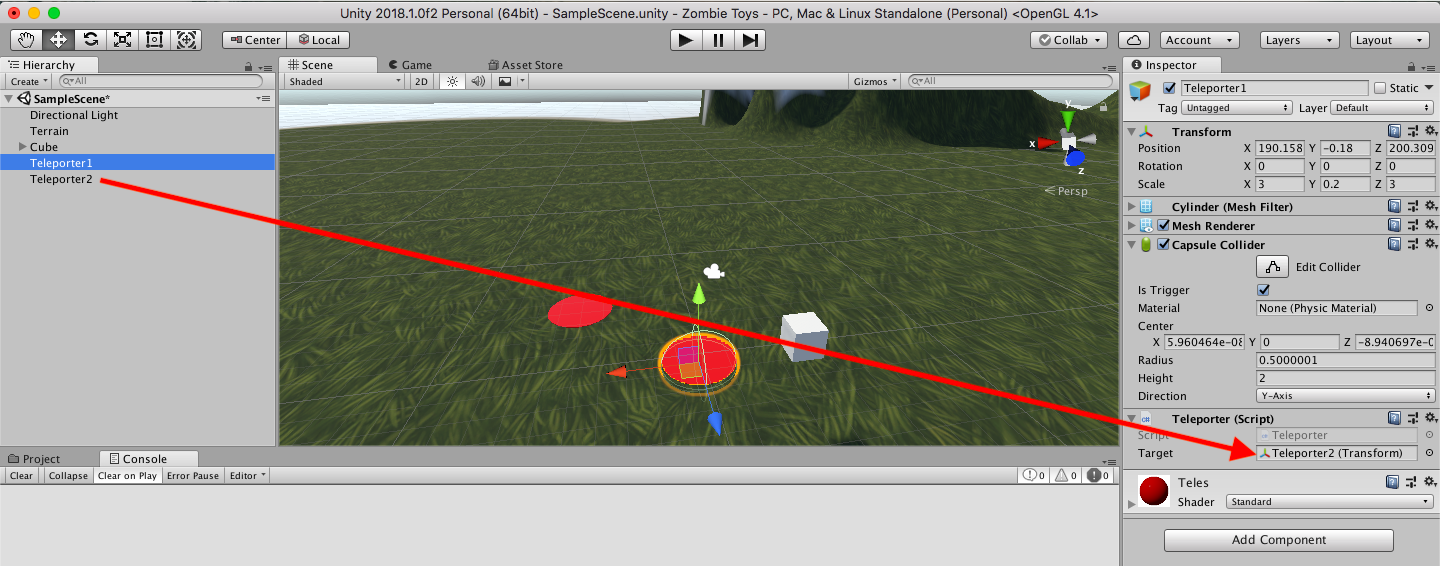 Unity 2018.1.0f2 Personal (64bit) - SampleScene.unity - Zombie Toys - PC, Mac & Linux Standalone (Personal) <OpenGL 4.1>
Center Local Collab Account Layers Layout
Hierarchy
Create All
SampleScene*
Directional Light
Terrain
Cube
Teleporter1
Teleporter2
Scene Game Asset Store
Shaded 2D Gizmos All
y
x
z
Persp
Inspector
Teleporter1 Static
Tag Untagged Layer Default
Transform
Position X 190.158 Y -0.18 Z 200.309
Rotation X 0 Y 0 Z 0
Scale X 3 Y 0.2 Z 3
Cylinder (Mesh Filter)
Mesh Renderer
Capsule Collider
Edit Collider
Is Trigger
Material None (Physic Material)
Center
X 5.960464e-08 Y 0 Z -8.940697e-0
Radius 0.5000001
Height 2
Direction Y-Axis
Teleporter (Script)
Script Teleporter
Target Teleporter2 (Transform)
Teles
Shader Standard
Add Component
Project Console
Clear Collapse Clear on Play Error Pause Editor 0 0 0